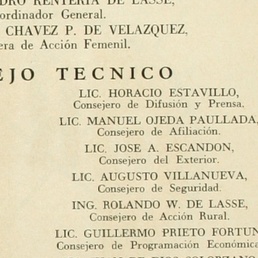 DRO RENTERIA DE LASSE,
oordinador General.
CHAVEZ P. DE VELAZQUEZ,
era de Acción Femenil.
EJO TECNICO
LIC. HORACIO ESTAVILLO,
Consejero de Difusión y Prensa.
LIC. MANUEL OJEDA PAULLADA,
Consejero de Afiliación.
LIC. JOSE A. ESCANDON,
Consejero del Exterior.
LIC. AUGUSTO VILLANUEVA,
Consejero de Seguridad.
ING. ROLANDO W. DE LASSE,
Consejero de Acción Rural.
LIC. GUILLERMO PRIETO FORTUN
Consejero de Programación Económica